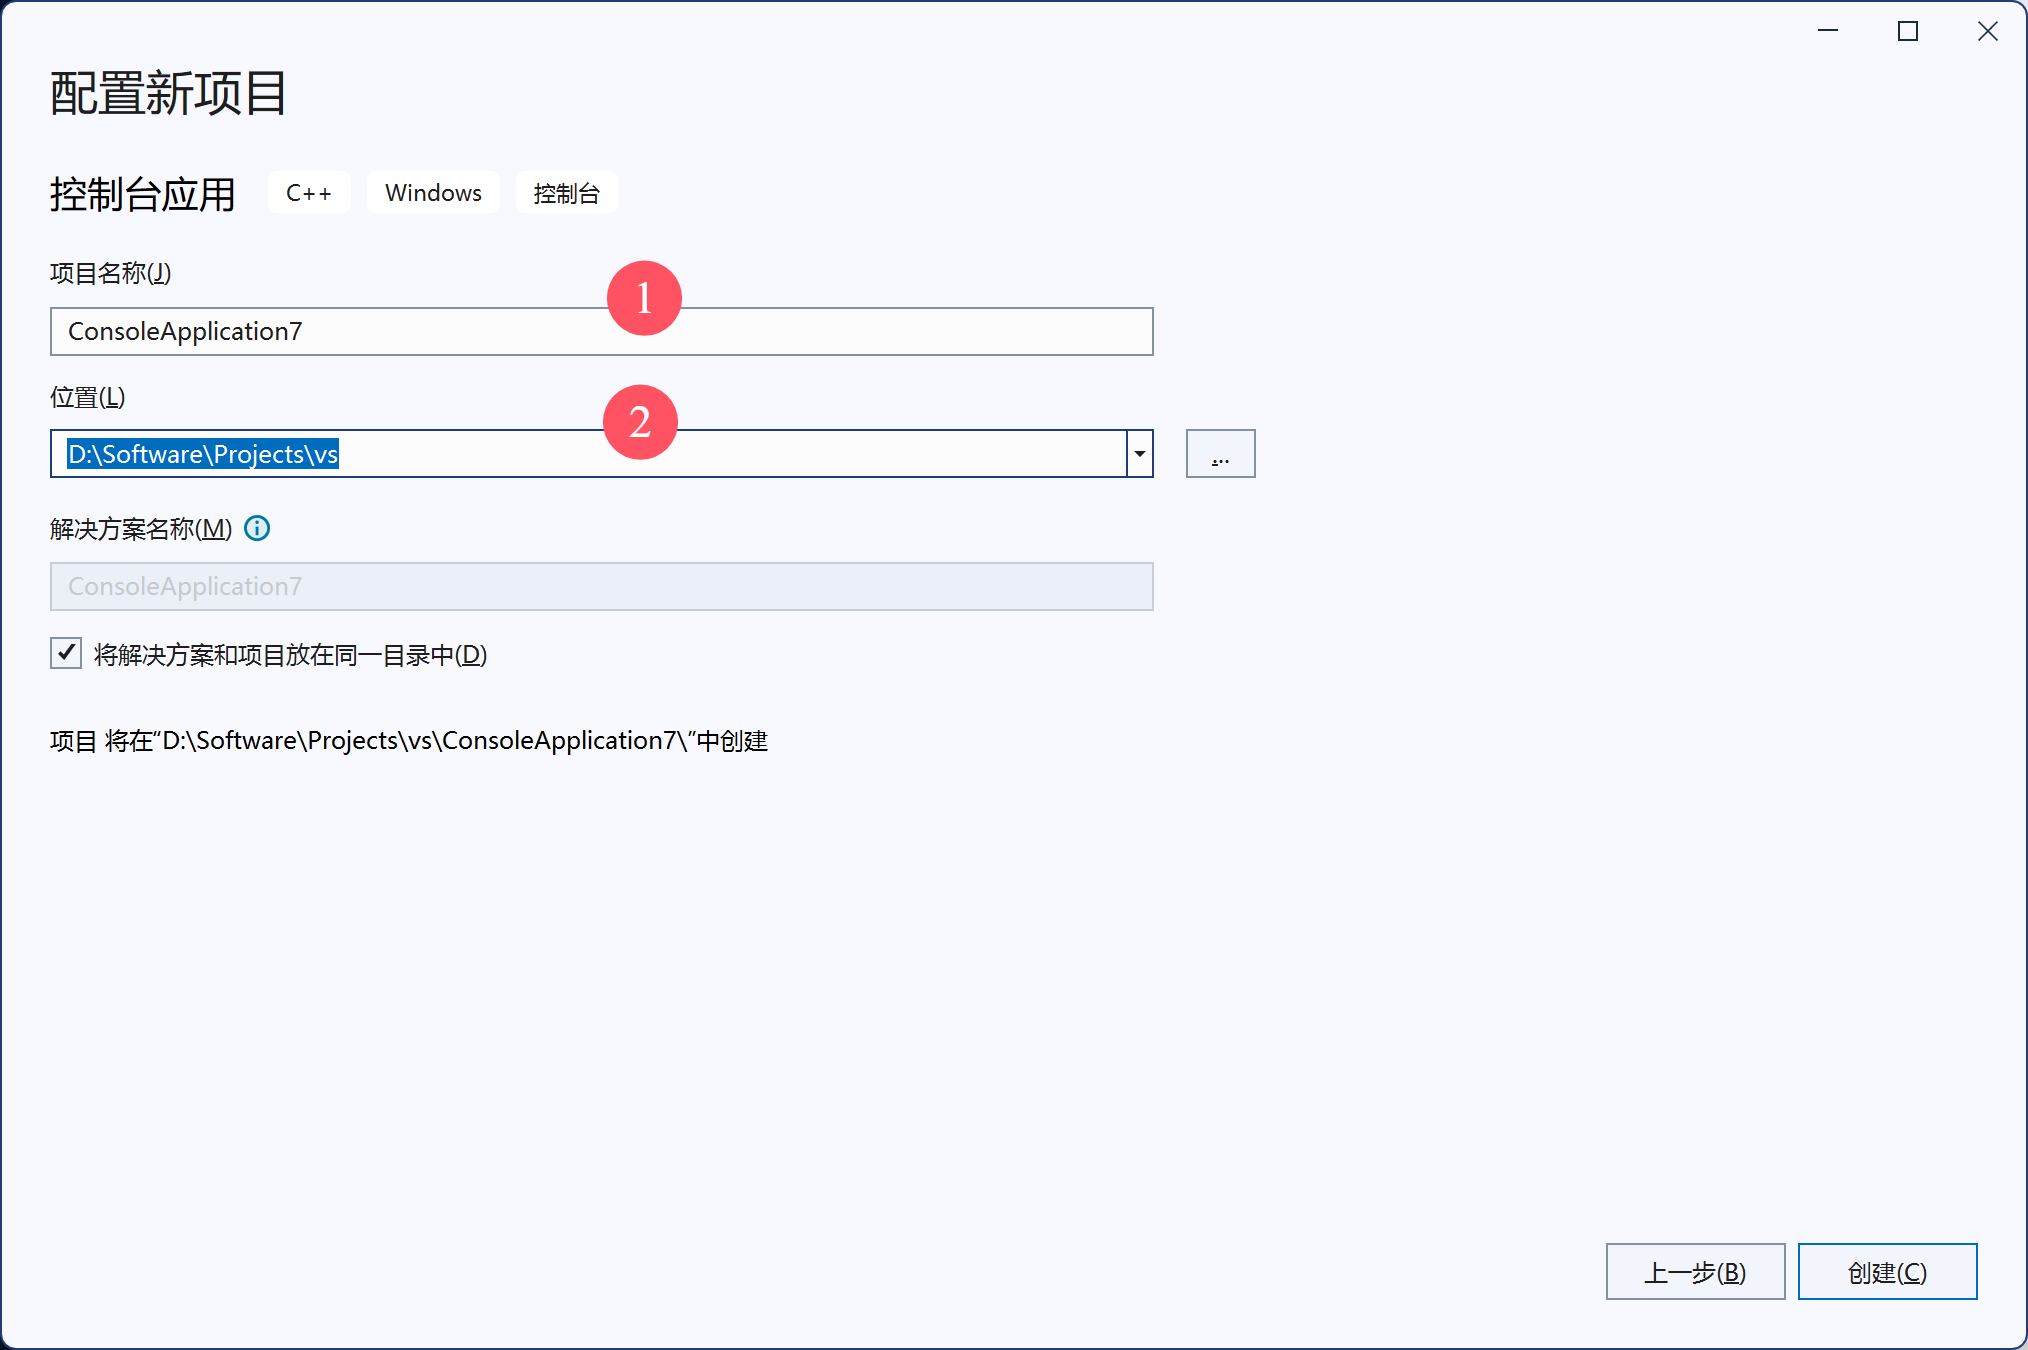 配置新项目
控制台应用 C++ Windows 控制台
项目名称(J)
1
ConsoleApplication7
位置(L)
2
D:\Software\Projects\vs
...
解决方案名称(M)
ConsoleApplication7
将解决方案和项目放在同一目录中(D)
项目 将在“D:\Software\Projects\vs\ConsoleApplication7\”中创建
上一步(B) 创建(C)